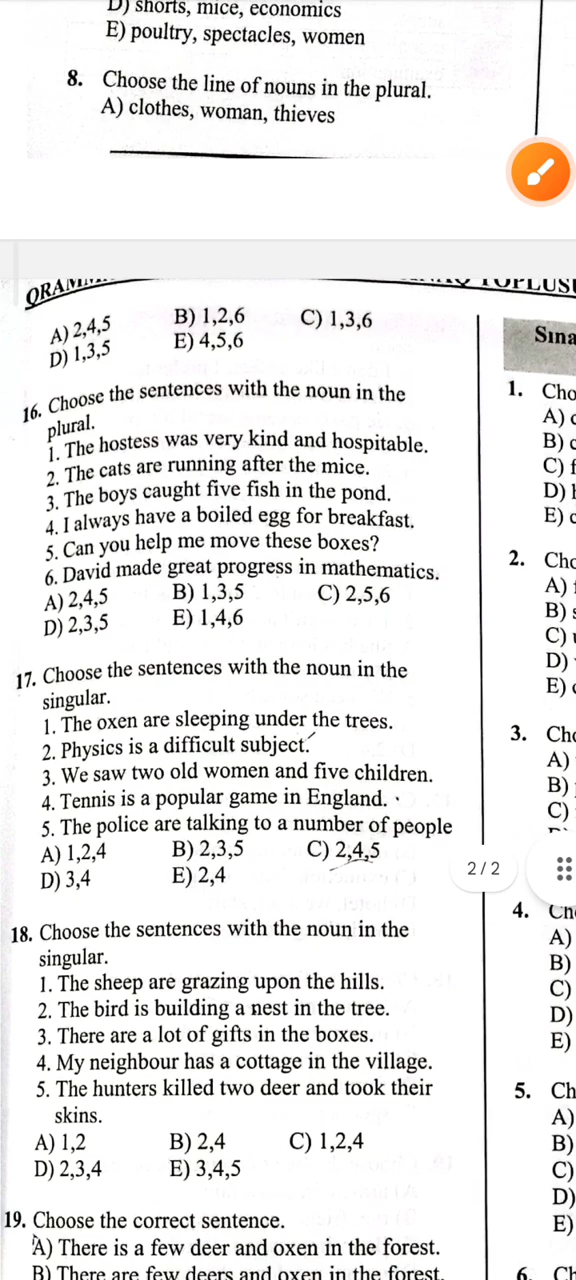 D) shorts, mice, economics
E) poultry, spectacles, women
8. Choose the line of nouns in the plural.
A) clothes, woman, thieves
TOPLUSU
A) 2,4,5 B) 1,2,6 C) 1,3,6
D) 1,3,5 E) 4,5,6
16. Choose the sentences with the noun in the
plural.
1. The hostess was very kind and hospitable.
2. The cats are running after the mice.
3. The boys caught five fish in the pond.
4. I always have a boiled egg for breakfast.
5. Can you help me move these boxes?
6. David made great progress in mathematics.
A) 2,4,5 B) 1,3,5 C) 2,5,6
D) 2,3,5 E) 1,4,6
17. Choose the sentences with the noun in the
singular.
1. The oxen are sleeping under the trees.
2. Physics is a difficult subject.
3. We saw two old women and five children.
4. Tennis is a popular game in England.
5. The police are talking to a number of people
A) 1,2,4 B) 2,3,5 C) 2,4,5
D) 3,4 E) 2,4
18. Choose the sentences with the noun in the
singular.
1. The sheep are grazing upon the hills.
2. The bird is building a nest in the tree.
3. There are a lot of gifts in the boxes.
4. My neighbour has a cottage in the village.
5. The hunters killed two deer and took their
skins.
A) 1,2 B) 2,4 C) 1,2,4
D) 2,3,4 E) 3,4,5
19. Choose the correct sentence.
A) There is a few deer and oxen in the forest.
B) There are few deers and oxen in the forest.
Sına
1. Cho
A)
B)
C)
D)
E)
2. Cho
A)
B)
C)
D)
E)
3. Cho
A)
B)
C)
2/2
4. Ch
A)
B)
C)
D)
E)
5. Ch
A)
B)
C)
D)
E)
6. Ch